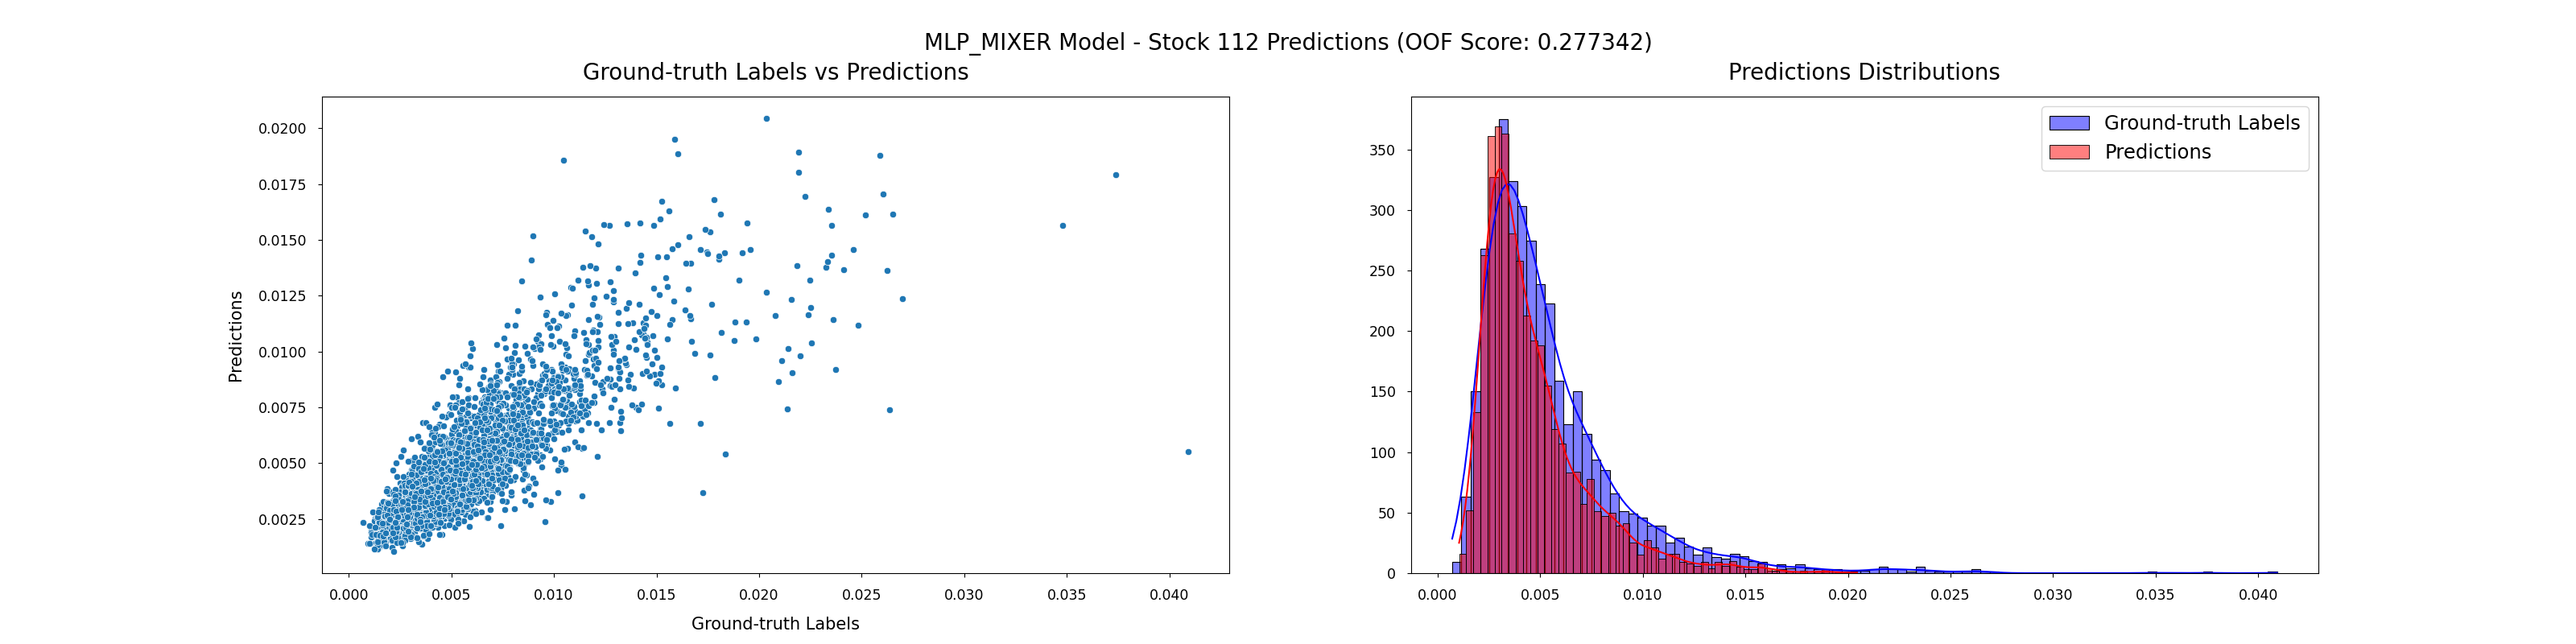 MLP_MIXER Model - Stock 112 Predictions (OOF Score: 0.277342)
Ground-truth Labels vs Predictions
Predictions
0.0200
0.0175
0.0150
0.0125
0.0100
0.0075
0.0050
0.0025
0.000 0.005 0.010 0.015 0.020 0.025 0.030 0.035 0.040
Ground-truth Labels
Predictions Distributions
Ground-truth Labels
Predictions
350
300
250
200
150
100
50
0
0.000 0.005 0.010 0.015 0.020 0.025 0.030 0.035 0.040